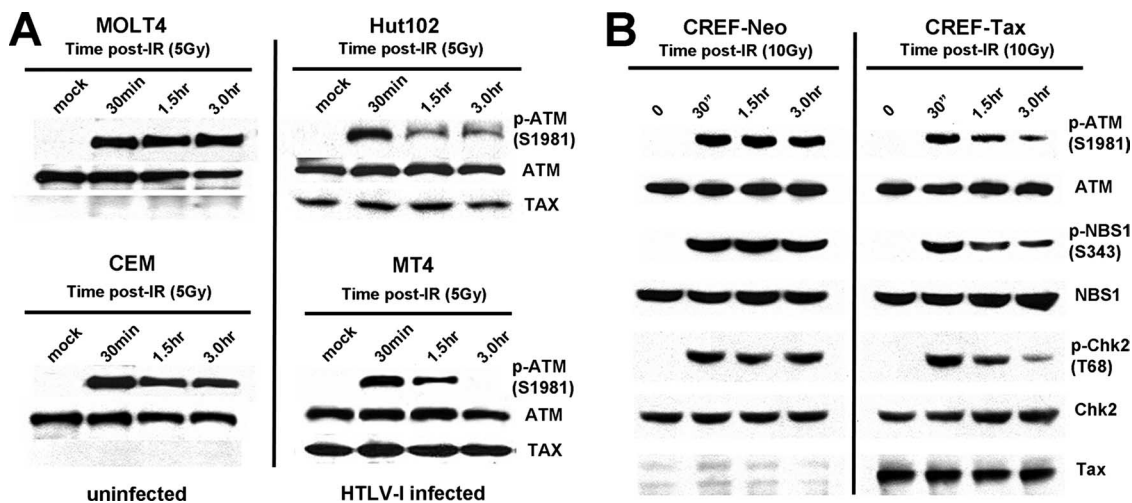 A
MOLT4
Time post-IR (5Gy)
mock 30min 1.5hr 3.0hr
Hut102
Time post-IR (5Gy)
mock 30min 1.5hr 3.0hr
p-ATM
(S1981)
ATM
TAX
CEM
Time post-IR (5Gy)
mock 30min 1.5hr 3.0hr
uninfected
MT4
Time post-IR (5Gy)
mock 30min 1.5hr 3.0hr
p-ATM
(S1981)
ATM
TAX
HTLV-I infected
B
CREF-Neo
Time post-IR (10Gy)
0 30” 1.5hr 3.0hr
CREF-Tax
Time post-IR (10Gy)
0 30” 1.5hr 3.0hr
p-ATM
(S1981)
ATM
p-NBS1
(S343)
NBS1
p-Chk2
(T68)
Chk2
Tax